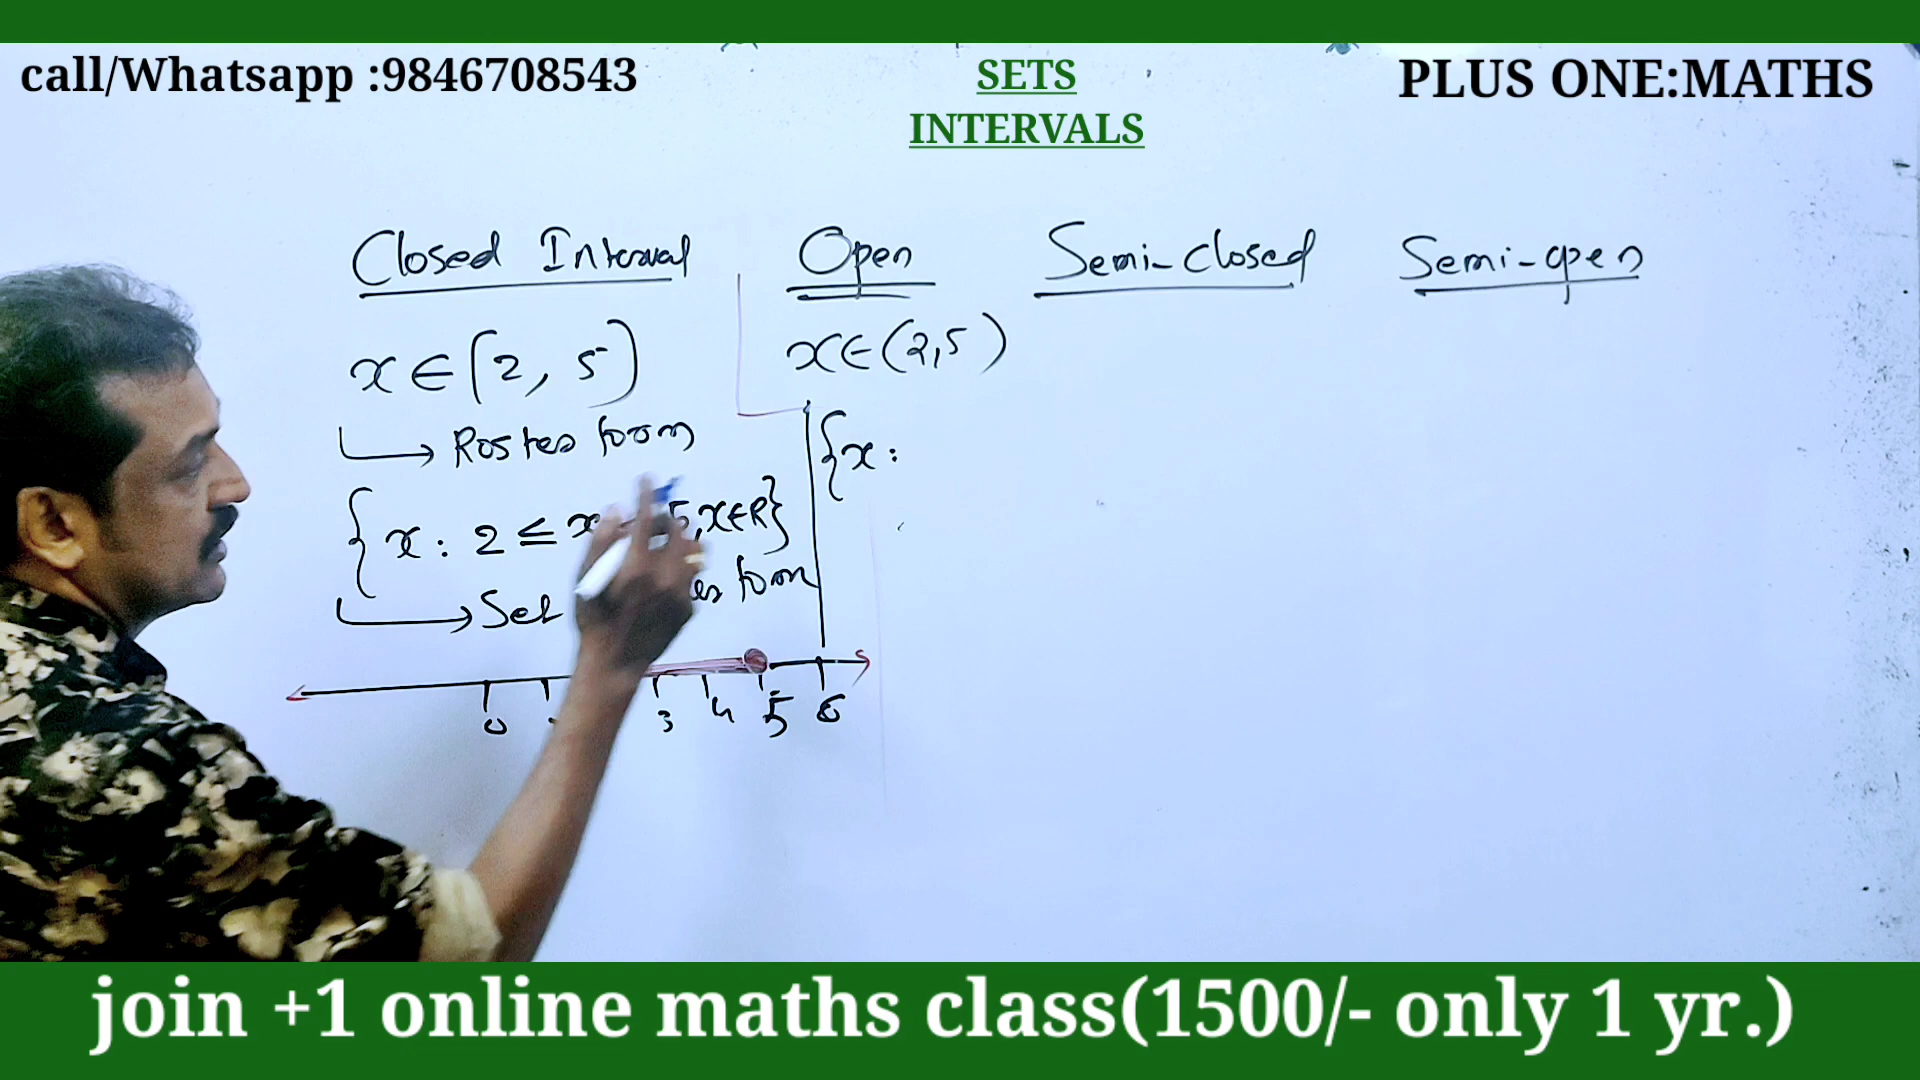 call/Whatsapp :9846708543
SETS
INTERVALS
PLUS ONE:MATHS
Closed Interval
x∈[2, 5]
Roster form
{x: 2 ≤ x 5, x∈R}
Set form
0 3 4 5 6
Open
x∈(2,5)
{x:
Semi-closed
Semi-open
join +1 online maths class(1500/- only 1 yr.)